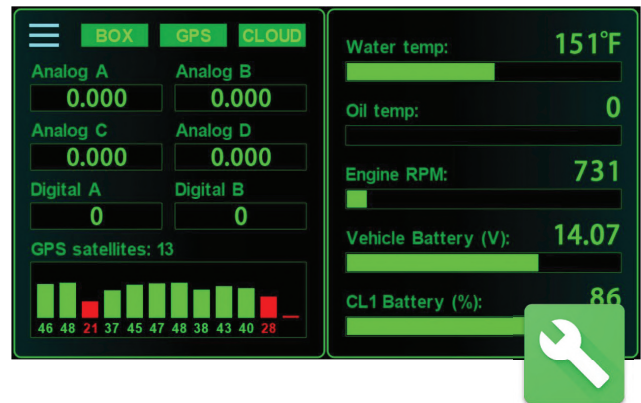 BOX GPS CLOUD
Analog A Analog B
0.000 0.000
Analog C Analog D
0.000 0.000
Digital A Digital B
0 0
GPS satellites: 13
46 48 21 37 45 47 48 38 43 40 28
Water temp: 151°F
Oil temp: 0
Engine RPM: 731
Vehicle Battery (V): 14.07
CL1 Battery (%): 86